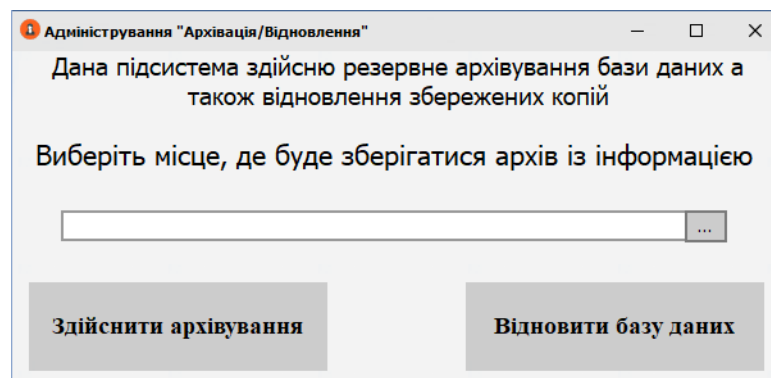 Адміністрування "Архівація/Відновлення"
Дана підсистема здійсню резервне архівування бази даних а
також відновлення збережених копій
Виберіть місце, де буде зберігатися архів із інформацією
...
Здійснити архівування
Відновити базу даних